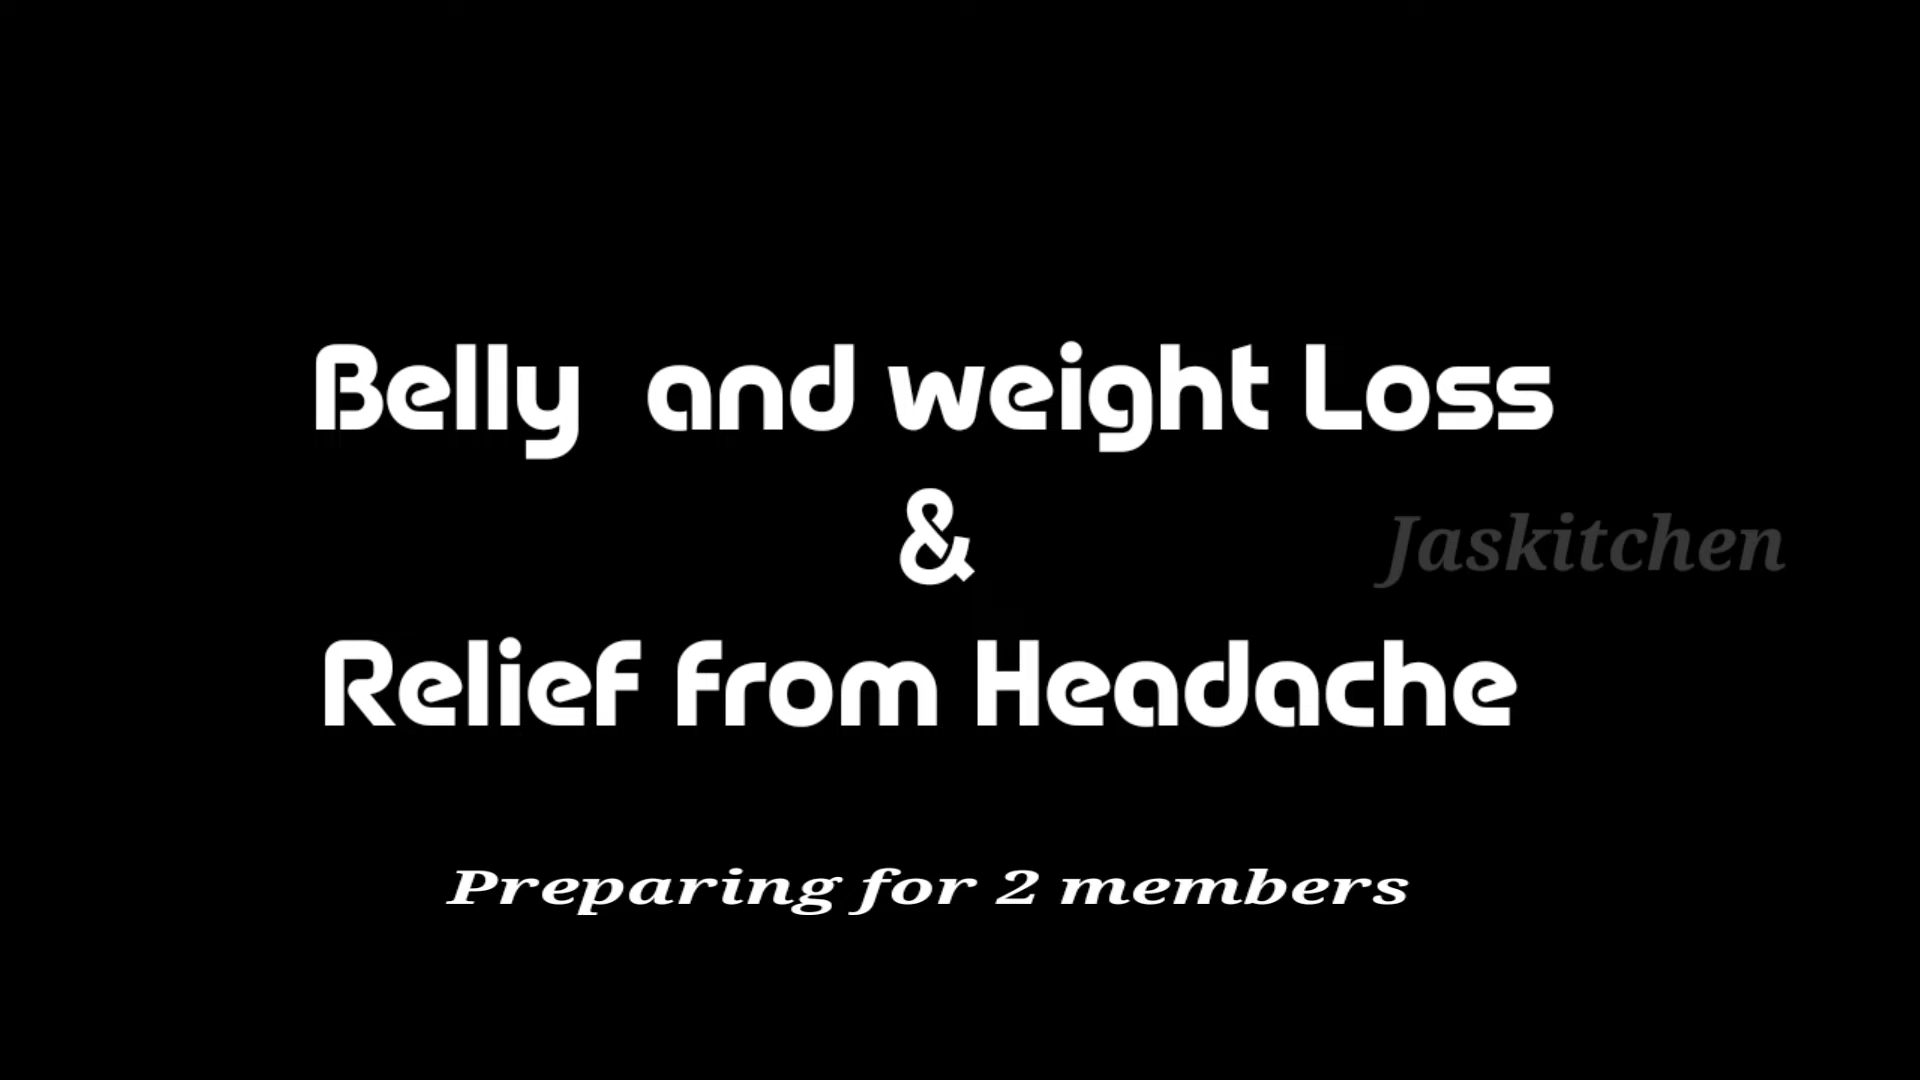 Belly and weight Loss
&
Jaskitchen
Relief from Headache
Preparing for 2 members